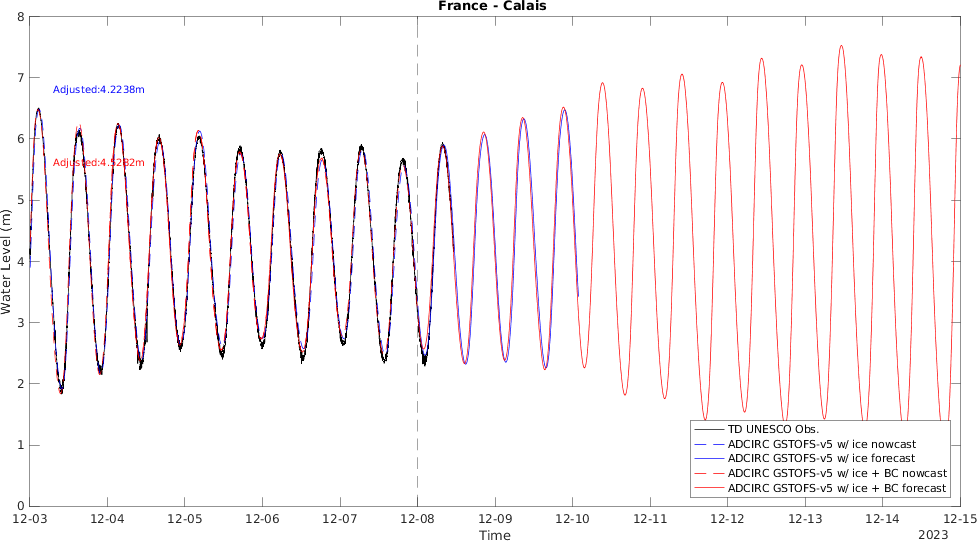 France - Calais
8
7
6
5
4
3
2
1
0
Water Level (m)
Adjusted:4.2238m
Adjusted:4.5282m
TD UNESCO Obs.
ADCIRC GSTOFS-v5 w/ ice nowcast
ADCIRC GSTOFS-v5 w/ ice forecast
ADCIRC GSTOFS-v5 w/ ice + BC nowcast
ADCIRC GSTOFS-v5 w/ ice + BC forecast
12-03 12-04 12-05 12-06 12-07 12-08 12-09 12-10 12-11 12-12 12-13 12-14 12-15
Time
2023